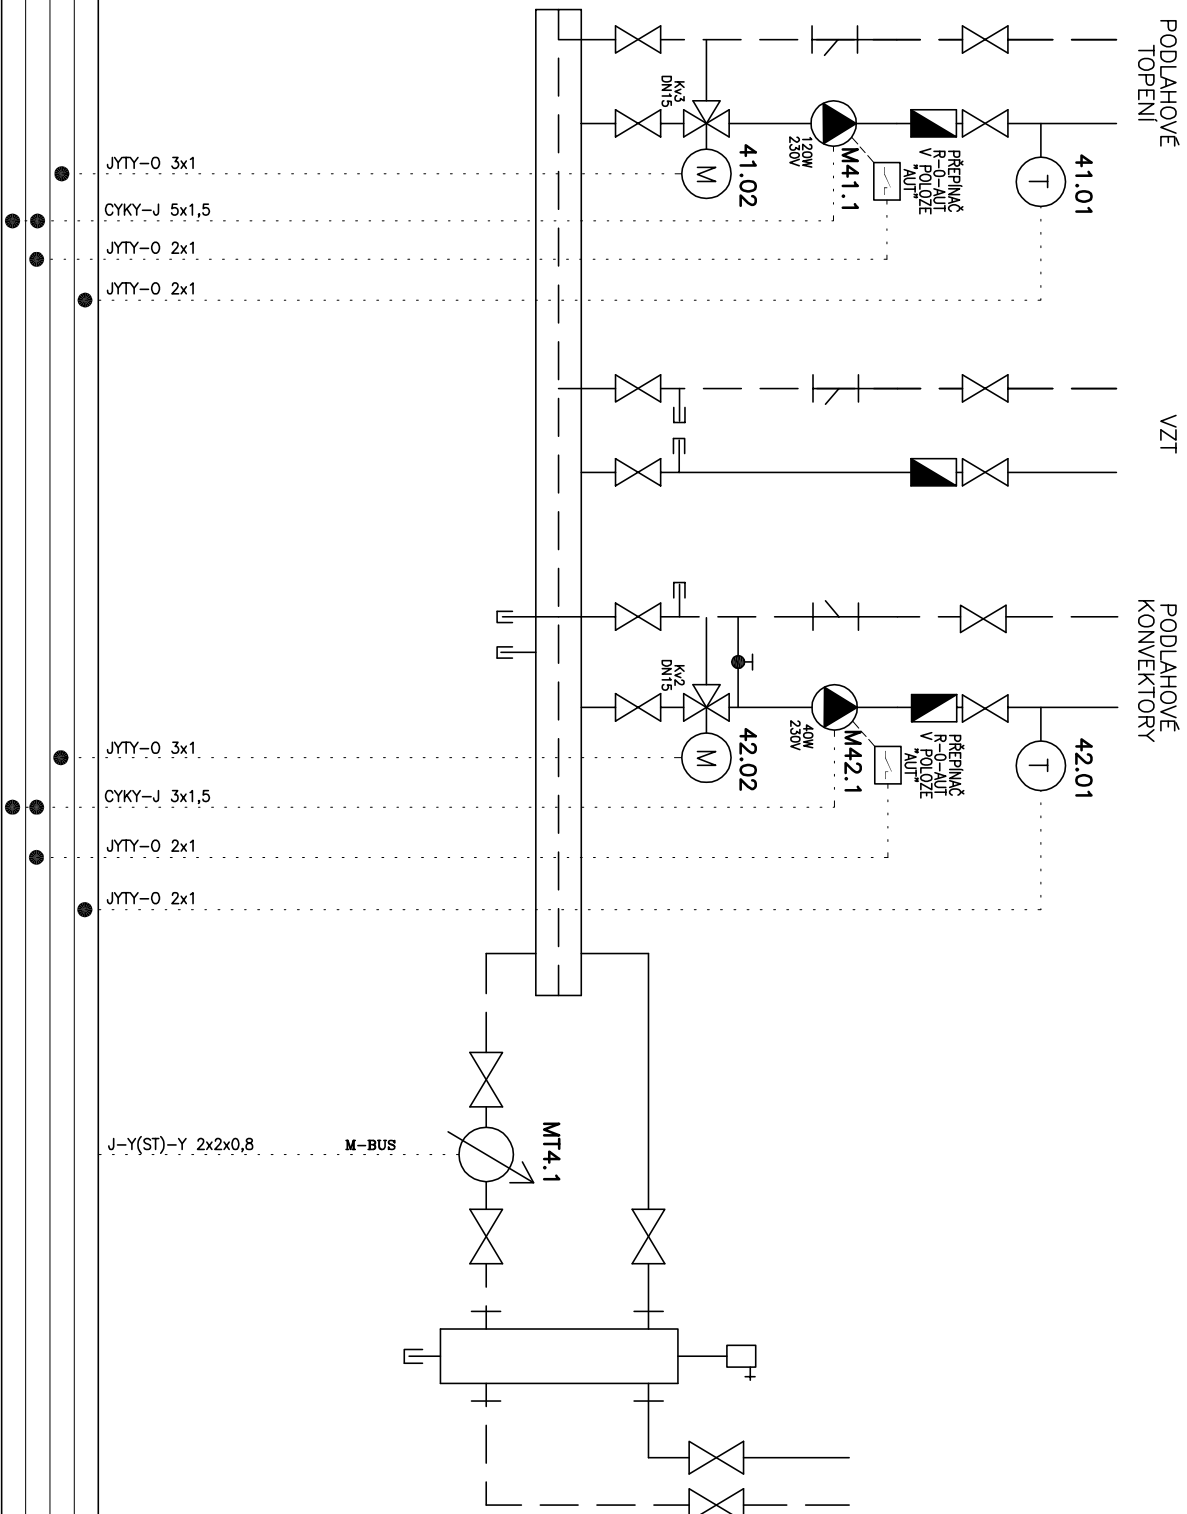 PODLAHOVÉ
TOPENÍ
Kv3
DN15
41.02
120W
230V
M41.1
PŘEPÍNAČ
R-O-AUT
V POLOZE
"AUT"
41.01
M
T
JYTY-O 3x1
CYKY-J 5x1,5
JYTY-O 2x1
JYTY-O 2x1
VZT
PODLAHOVÉ
KONVEKTORY
Kv2
DN15
42.02
40W
230V
M42.1
PŘEPÍNAČ
R-O-AUT
V POLOZE
"AUT"
42.01
M
T
JYTY-O 3x1
CYKY-J 3x1,5
JYTY-O 2x1
JYTY-O 2x1
MT4.1
J-Y(ST)-Y 2x2x0,8
M-BUS